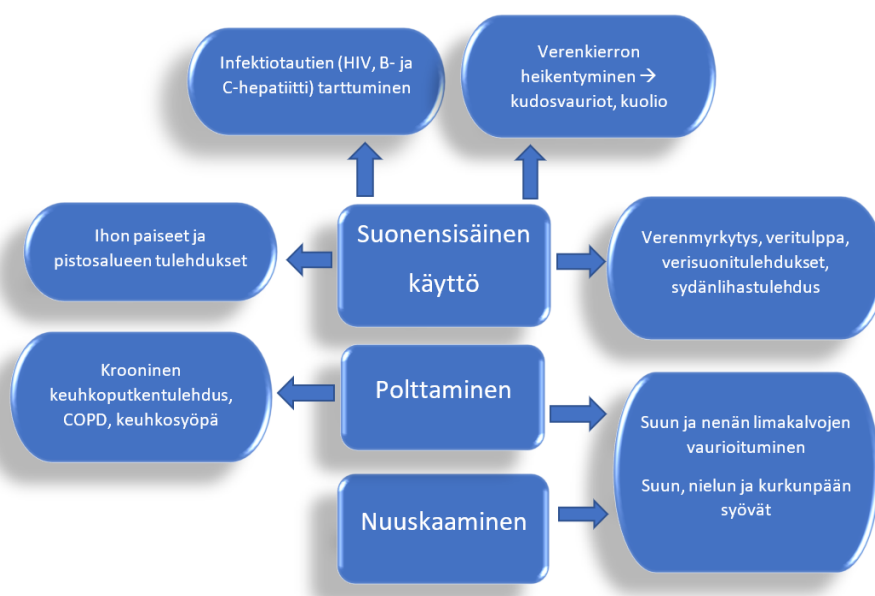 Infektiotautien (HIV, B- ja
C-hepatiitti) tarttuminen
Verenkierron
heikentyminen →
kudosvauriot, kuolio
Ihon paiseet ja
pistosalueen tulehdukset
Suonensisäinen
käyttö
Verenmyrkytys, veritulppa,
verisuonitulehdukset,
sydänlihastulehdus
Krooninen
keuhkoputkentulehdus,
COPD, keuhkosyöpä
Polttaminen
Suun ja nenän limakalvojen
vaurioituminen
Suun, nielun ja kurkunpään
syövät
Nuuskaaminen